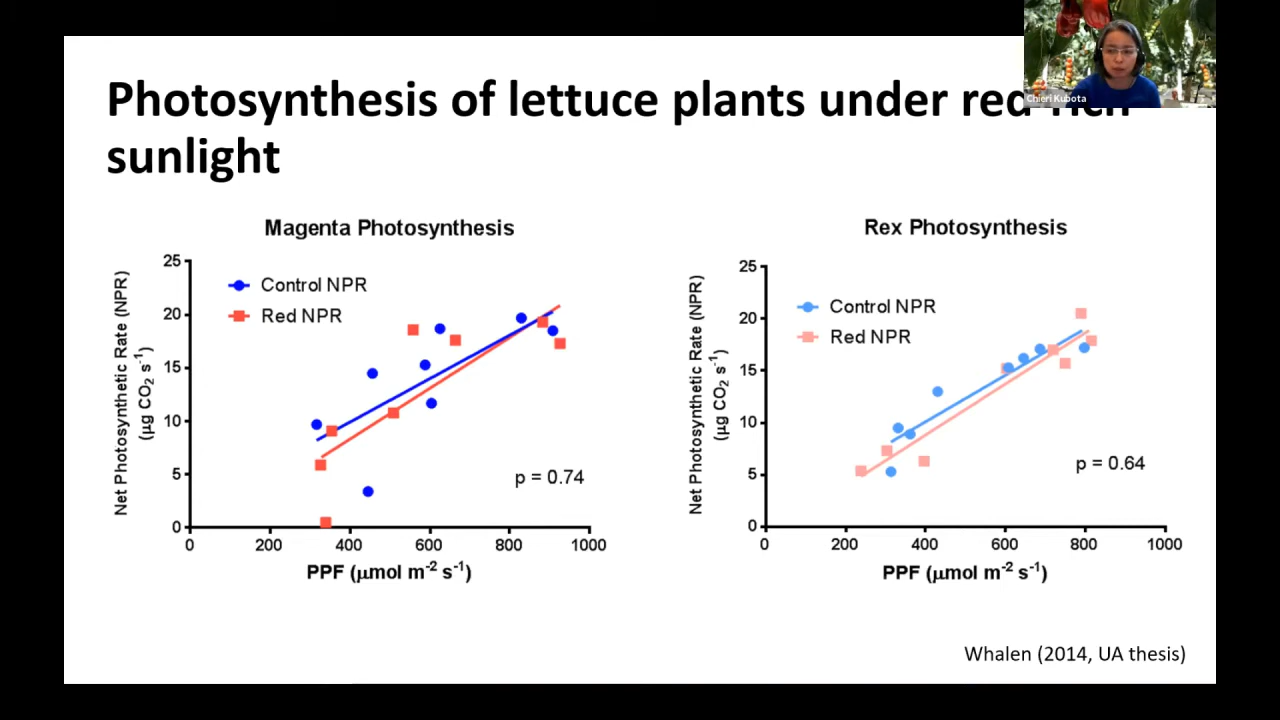 Chieri Kubota
Photosynthesis of lettuce plants under red-rich
sunlight
Magenta Photosynthesis
Net Photosynthetic Rate (NPR)
(µg CO₂ s⁻¹)
25
20
15
10
5
0
Control NPR
Red NPR
p = 0.74
0 200 400 600 800 1000
PPF (µmol m⁻² s⁻¹)
Rex Photosynthesis
Net Photosynthetic Rate (NPR)
(µg CO₂ s⁻¹)
25
20
15
10
5
0
Control NPR
Red NPR
p = 0.64
0 200 400 600 800 1000
PPF (µmol m⁻² s⁻¹)
Whalen (2014, UA thesis)